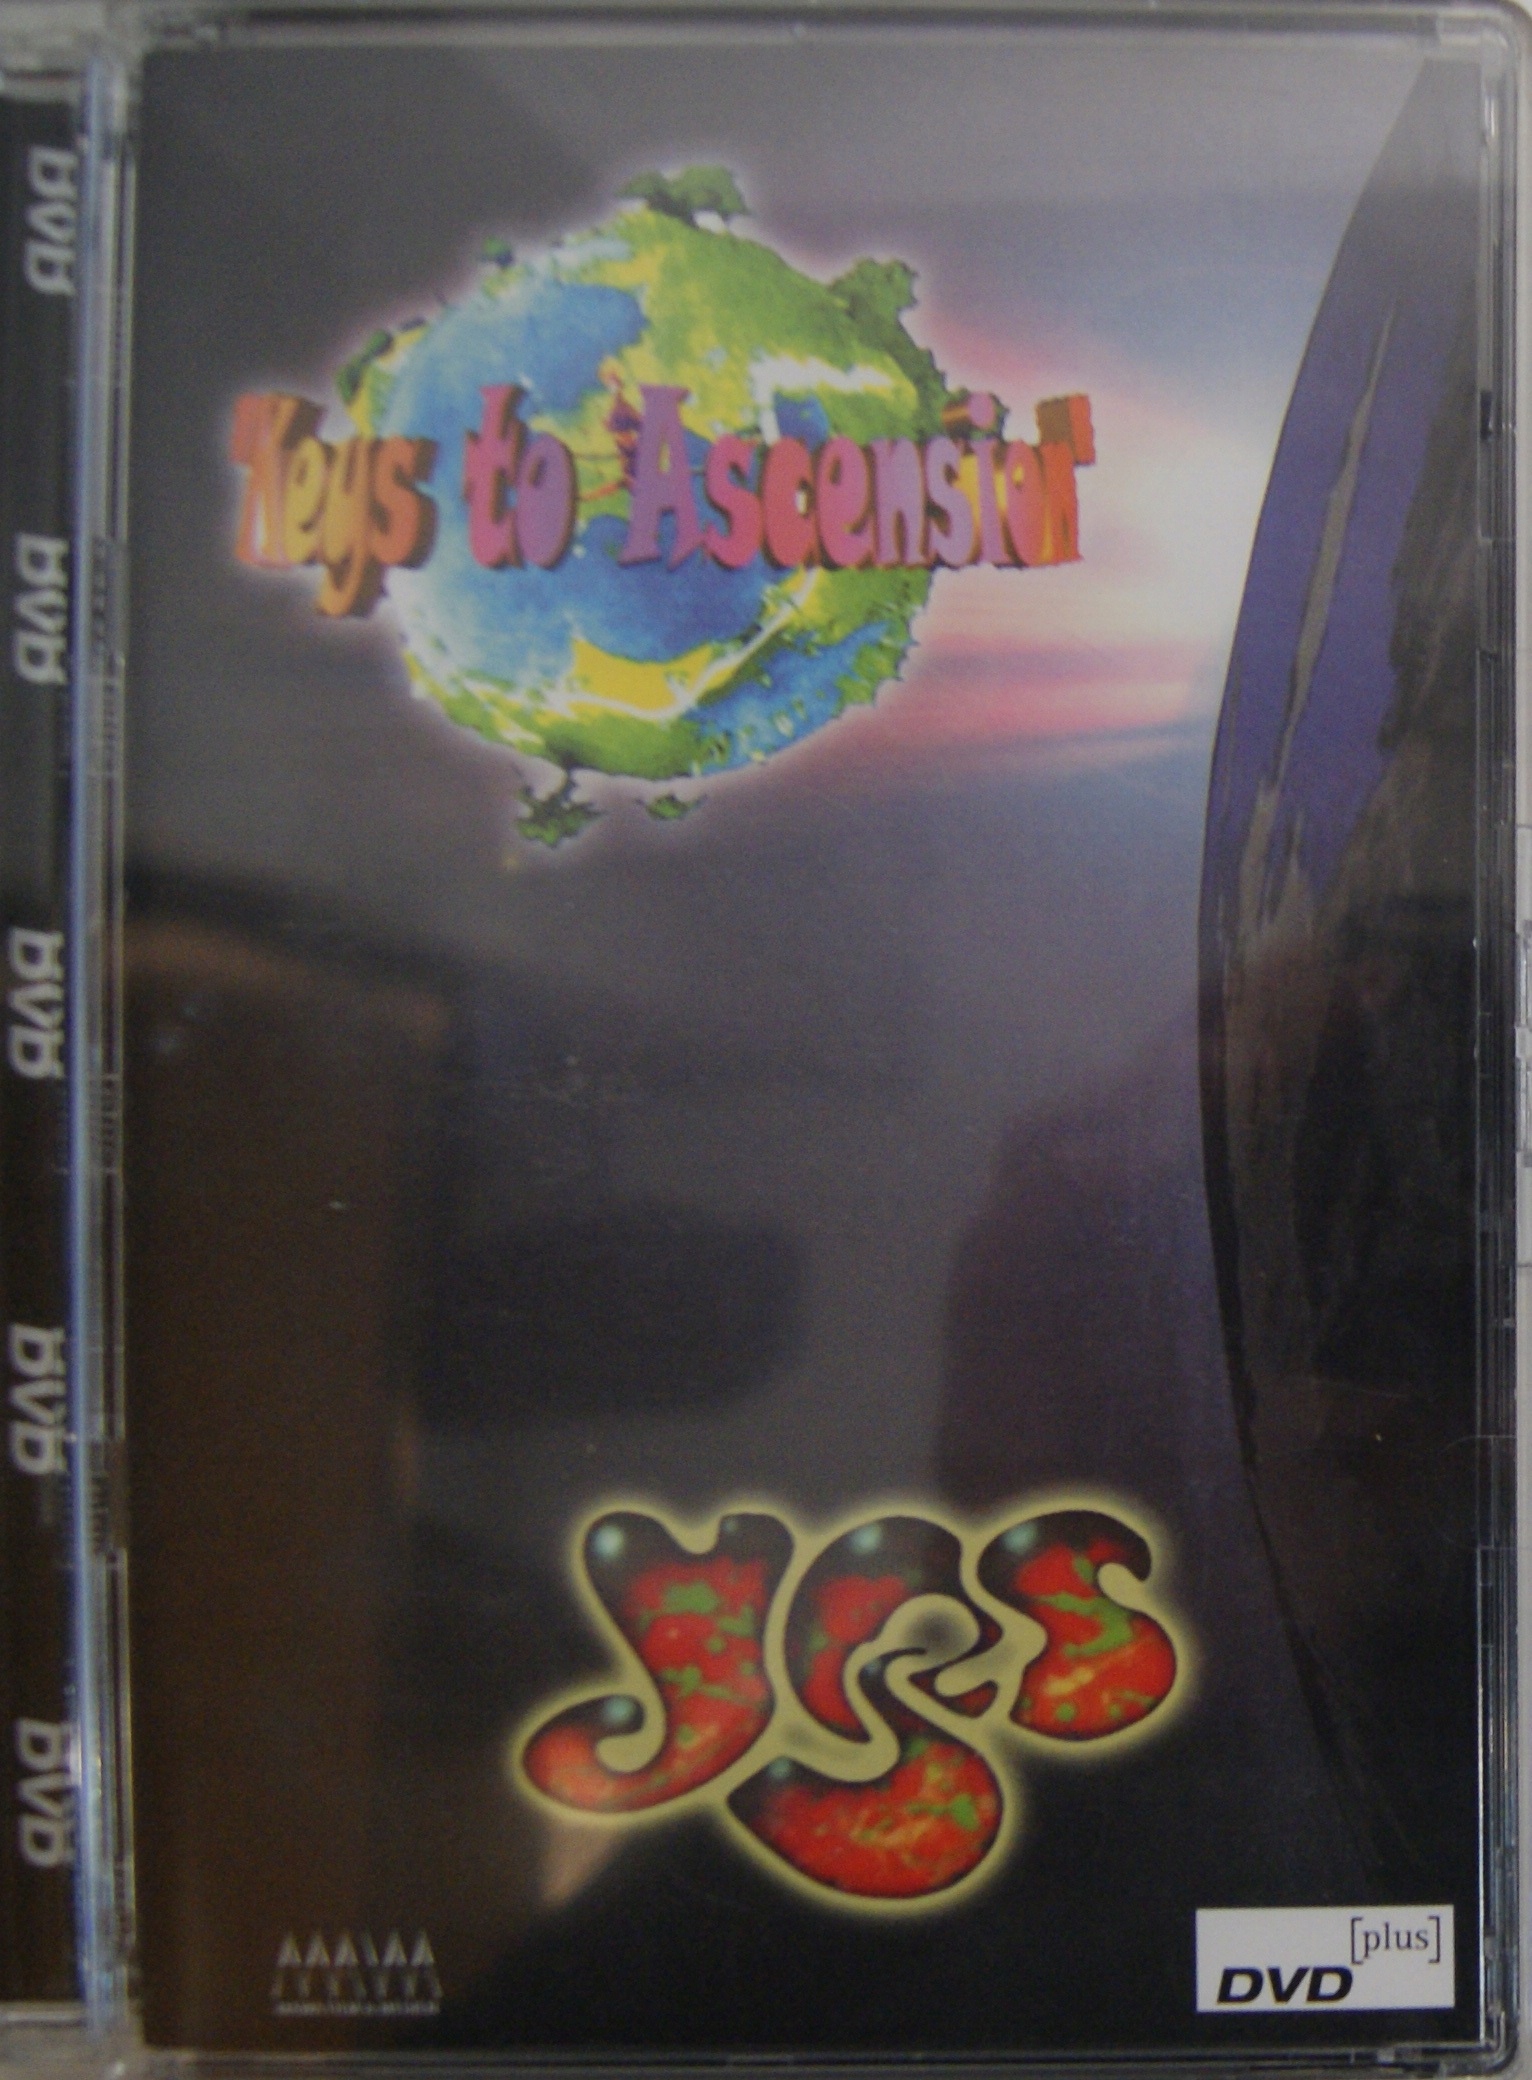 "Keys to Ascension"
YES
[plus]
DVD
DVD
DVD
DVD
DVD
DVD